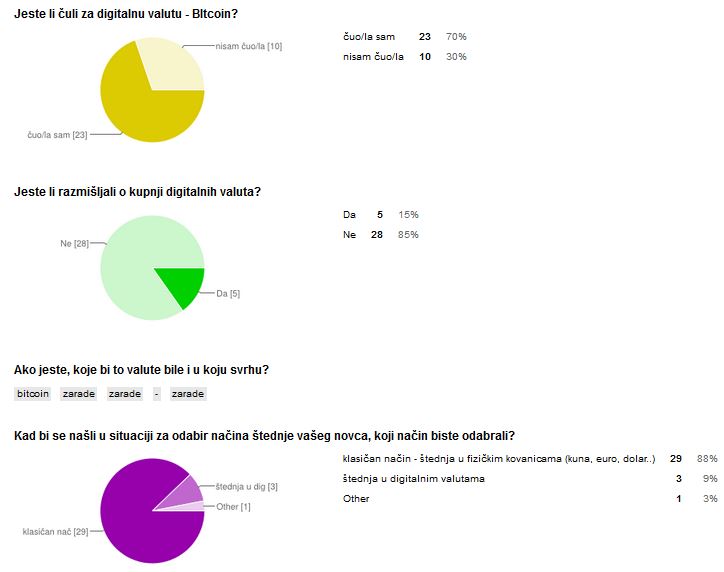 Jeste li čuli za digitalnu valutu - BItcoin?
nisam čuo/la [10]
čuo/la sam [23]
čuo/la sam 23 70%
nisam čuo/la 10 30%
Jeste li razmišljali o kupnji digitalnih valuta?
Ne [28]
Da [5]
Da 5 15%
Ne 28 85%
Ako jeste, koje bi to valute bile i u koju svrhu?
bitcoin zarade zarade - zarade
Kad bi se našli u situaciji za odabir načina štednje vašeg novca, koji način biste odabrali?
štednja u dig [3]
Other [1]
klasičan nač [29]
klasičan način - štednja u fizičkim kovanicama (kuna, euro, dolar..) 29 88%
štednja u digitalnim valutama 3 9%
Other 1 3%